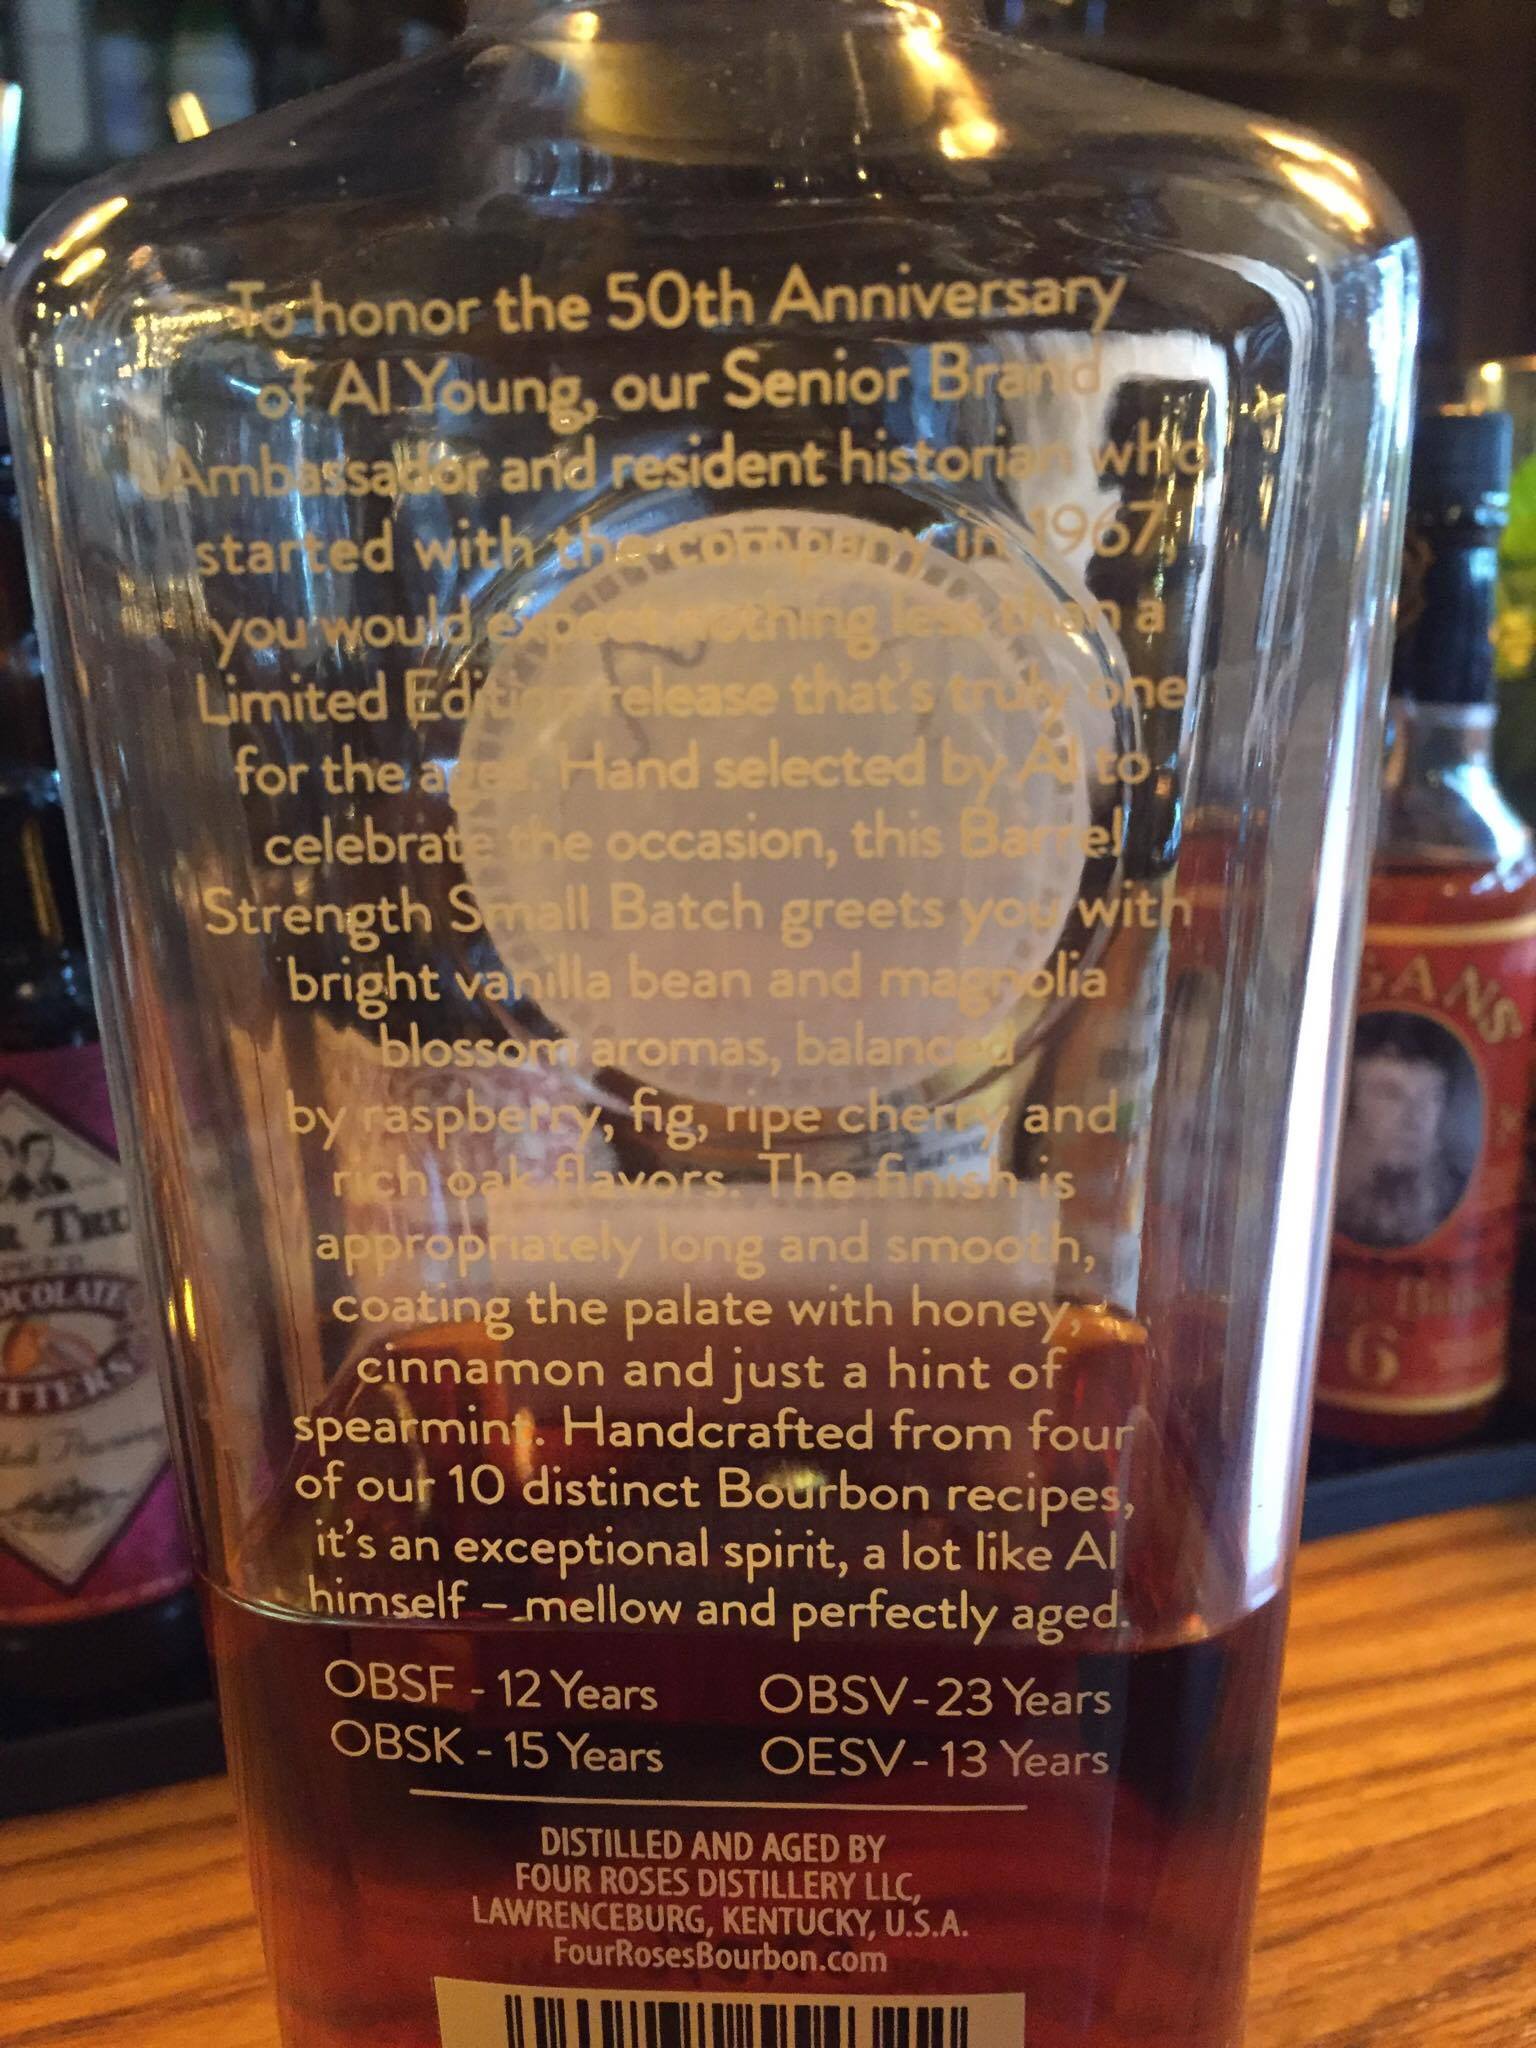 To honor the 50th Anniversary
of Al Young, our Senior Brand
Ambassador and resident historian who
started with the company in 1967,
you would expect nothing less than a
Limited Edition release that's truly one
for the ages. Hand selected by Al to
celebrate the occasion, this Barrel
Strength Small Batch greets you with
bright vanilla bean and magnolia
blossom aromas, balanced
by raspberry, fig, ripe cherry and
rich oak flavors. The finish is
appropriately long and smooth,
coating the palate with honey,
cinnamon and just a hint of
spearmint. Handcrafted from four
of our 10 distinct Bourbon recipes,
it's an exceptional spirit, a lot like Al
himself – mellow and perfectly aged.
OBSF - 12 Years OBSV - 23 Years
OBSK - 15 Years OESV - 13 Years
DISTILLED AND AGED BY
FOUR ROSES DISTILLERY LLC,
LAWRENCEBURG, KENTUCKY, U.S.A.
FourRosesBourbon.com
GANS
6
R TRU
OCOLATE
TTERS